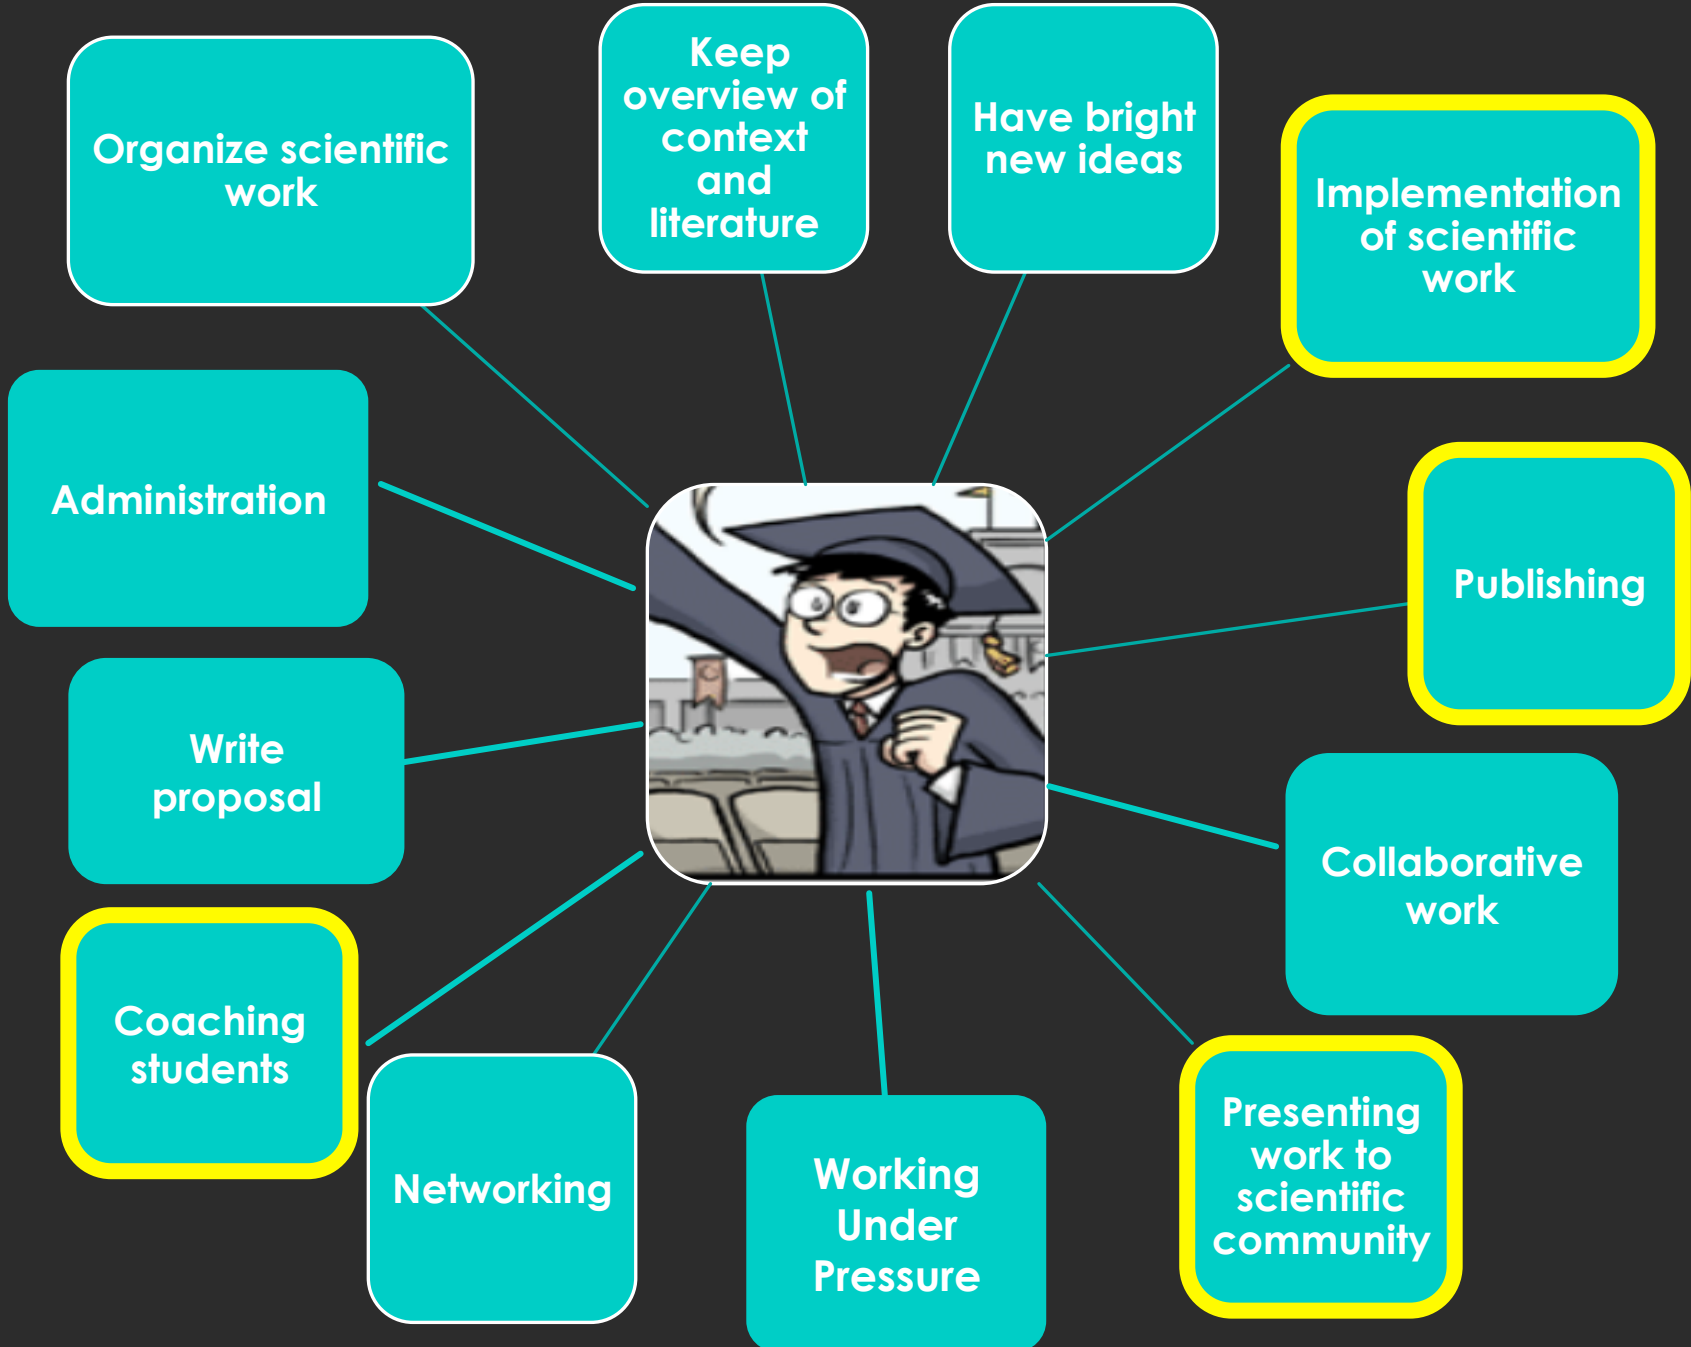 Organize scientific
work
Keep
overview of
context
and
literature
Have bright
new ideas
Implementation
of scientific
work
Administration
Publishing
Write
proposal
Collaborative
work
Coaching
students
Networking
Working
Under
Pressure
Presenting
work to
scientific
community